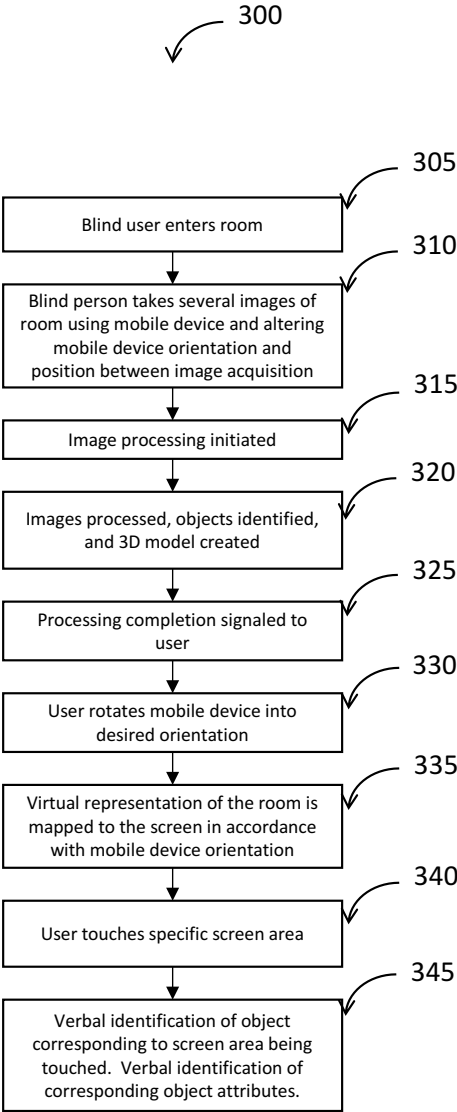 300
305
Blind user enters room
310
Blind person takes several images of
room using mobile device and altering
mobile device orientation and
position between image acquisition
315
Image processing initiated
320
Images processed, objects identified,
and 3D model created
325
Processing completion signaled to
user
330
User rotates mobile device into
desired orientation
335
Virtual representation of the room is
mapped to the screen in accordance
with mobile device orientation
340
User touches specific screen area
345
Verbal identification of object
corresponding to screen area being
touched.  Verbal identification of
corresponding object attributes.